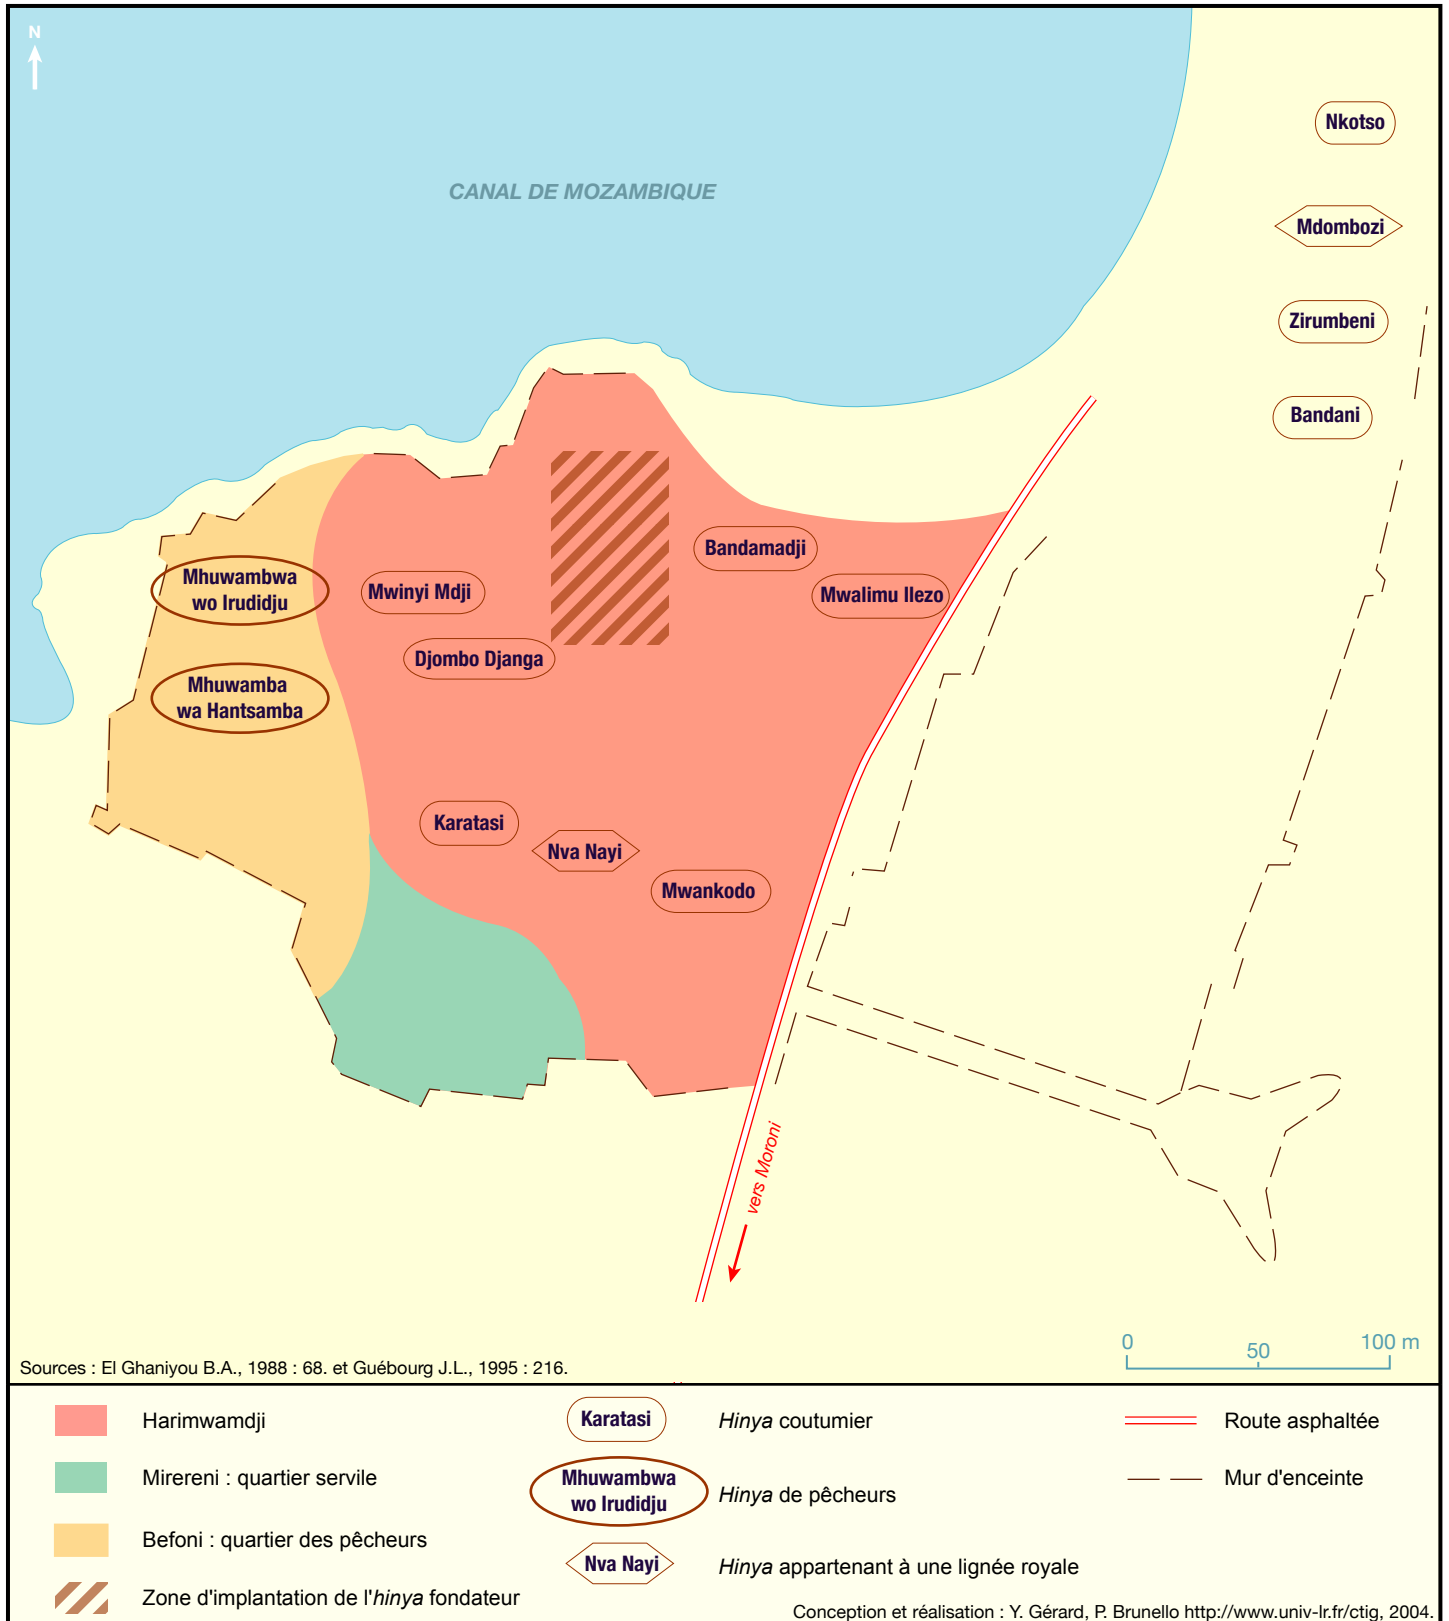 N
CANAL DE MOZAMBIQUE
Nkotso
Mdombozi
Zirumbeni
Bandani
Bandamadji
Mwalimu Ilezo
Mhuwambwa
wo Irudidju
Mwinyi Mdji
Djombo Djanga
Mhuwamba
wa Hantsamba
Karatasi
Nva Nayi
Mwankodo
vers Moroni
0 50 100 m
Sources : El Ghaniyou B.A., 1988 : 68. et Guébourg J.L., 1995 : 216.
Harimwamdji
Mirereni : quartier servile
Befoni : quartier des pêcheurs
Zone d'implantation de l'hinya fondateur
Karatasi
Hinya coutumier
Mhuwambwa
wo Irudidju
Hinya de pêcheurs
Nva Nayi
Hinya appartenant à une lignée royale
Route asphaltée
Mur d'enceinte
Conception et réalisation : Y. Gérard, P. Brunello http://www.univ-lr.fr/ctig, 2004.